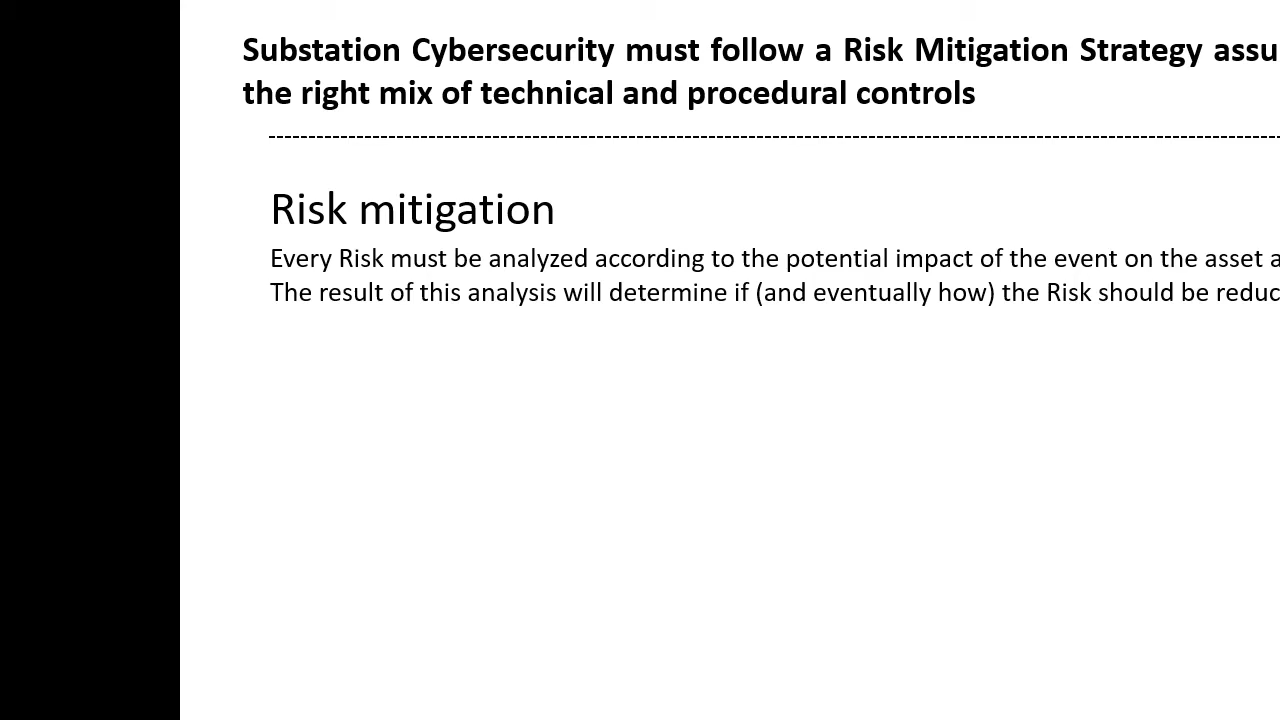 Substation Cybersecurity must follow a Risk Mitigation Strategy
the right mix of technical and procedural controls
Risk mitigation
Every Risk must be analyzed according to the potential impact of the event on the asset
The result of this analysis will determine if (and eventually how) the Risk should be